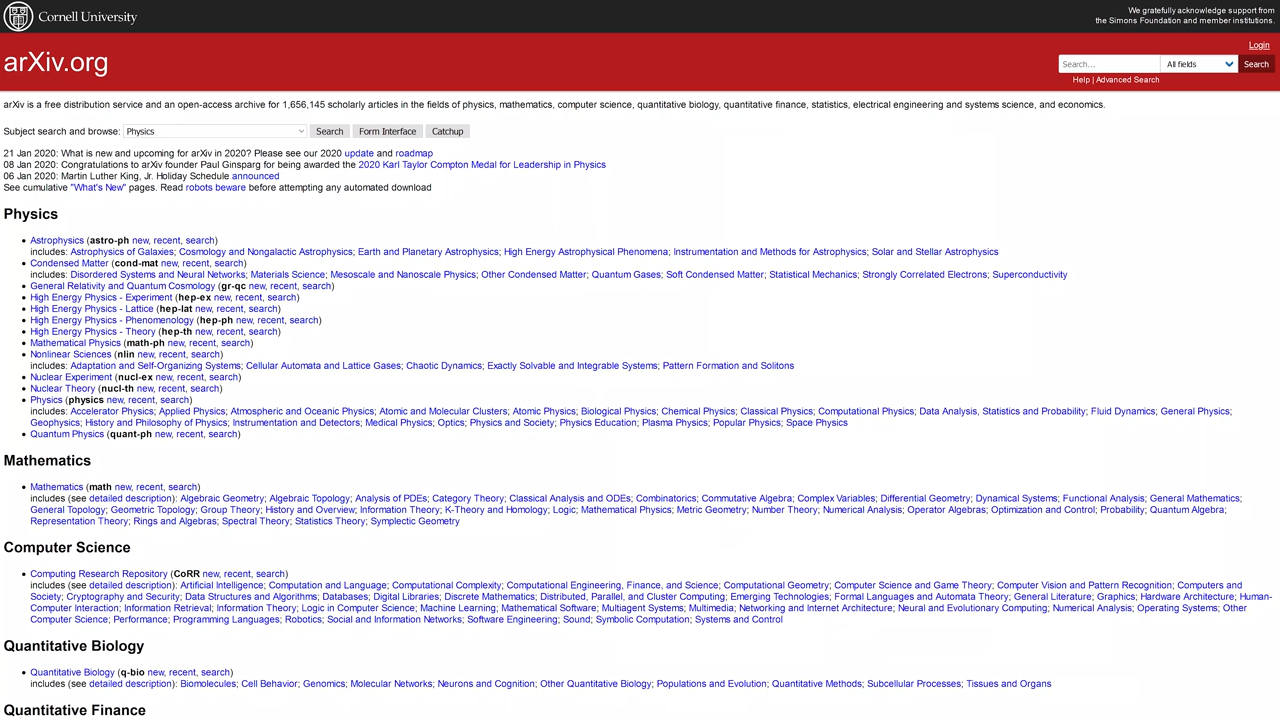 Cornell University
We gratefully acknowledge support from
the Simons Foundation and member institutions.
Login
arXiv.org
Search...
All fields
Search
Help | Advanced Search
arXiv is a free distribution service and an open-access archive for 1,656,145 scholarly articles in the fields of physics, mathematics, computer science, quantitative biology, quantitative finance, statistics, electrical engineering and systems science, and economics.
Subject search and browse: Physics Search Form Interface Catchup
21 Jan 2020: What is new and upcoming for arXiv in 2020? Please see our 2020 update and roadmap
08 Jan 2020: Congratulations to arXiv founder Paul Ginsparg for being awarded the 2020 Karl Taylor Compton Medal for Leadership in Physics
06 Jan 2020: Martin Luther King, Jr. Holiday Schedule announced
See cumulative "What's New" pages. Read robots beware before attempting any automated download
Physics
• Astrophysics (astro-ph new, recent, search)
includes: Astrophysics of Galaxies; Cosmology and Nongalactic Astrophysics; Earth and Planetary Astrophysics; High Energy Astrophysical Phenomena; Instrumentation and Methods for Astrophysics; Solar and Stellar Astrophysics
• Condensed Matter (cond-mat new, recent, search)
includes: Disordered Systems and Neural Networks; Materials Science; Mesoscale and Nanoscale Physics; Other Condensed Matter; Quantum Gases; Soft Condensed Matter; Statistical Mechanics; Strongly Correlated Electrons; Superconductivity
• General Relativity and Quantum Cosmology (gr-qc new, recent, search)
• High Energy Physics - Experiment (hep-ex new, recent, search)
• High Energy Physics - Lattice (hep-lat new, recent, search)
• High Energy Physics - Phenomenology (hep-ph new, recent, search)
• High Energy Physics - Theory (hep-th new, recent, search)
• Mathematical Physics (math-ph new, recent, search)
• Nonlinear Sciences (nlin new, recent, search)
includes: Adaptation and Self-Organizing Systems; Cellular Automata and Lattice Gases; Chaotic Dynamics; Exactly Solvable and Integrable Systems; Pattern Formation and Solitons
• Nuclear Experiment (nucl-ex new, recent, search)
• Nuclear Theory (nucl-th new, recent, search)
• Physics (physics new, recent, search)
includes: Accelerator Physics; Applied Physics; Atmospheric and Oceanic Physics; Atomic and Molecular Clusters; Atomic Physics; Biological Physics; Chemical Physics; Classical Physics; Computational Physics; Data Analysis, Statistics and Probability; Fluid Dynamics; General Physics;
Geophysics; History and Philosophy of Physics; Instrumentation and Detectors; Medical Physics; Optics; Physics and Society; Physics Education; Plasma Physics; Popular Physics; Space Physics
• Quantum Physics (quant-ph new, recent, search)
Mathematics
• Mathematics (math new, recent, search)
includes (see detailed description): Algebraic Geometry; Algebraic Topology; Analysis of PDEs; Category Theory; Classical Analysis and ODEs; Combinatorics; Commutative Algebra; Complex Variables; Differential Geometry; Dynamical Systems; Functional Analysis; General Mathematics;
General Topology; Geometric Topology; Group Theory; History and Overview; Information Theory; K-Theory and Homology; Logic; Mathematical Physics; Metric Geometry; Number Theory; Numerical Analysis; Operator Algebras; Optimization and Control; Probability; Quantum Algebra;
Representation Theory; Rings and Algebras; Spectral Theory; Statistics Theory; Symplectic Geometry
Computer Science
• Computing Research Repository (CoRR new, recent, search)
includes (see detailed description): Artificial Intelligence; Computation and Language; Computational Complexity; Computational Engineering, Finance, and Science; Computational Geometry; Computer Science and Game Theory; Computer Vision and Pattern Recognition; Computers and
Society; Cryptography and Security; Data Structures and Algorithms; Databases; Digital Libraries; Discrete Mathematics; Distributed, Parallel, and Cluster Computing; Emerging Technologies; Formal Languages and Automata Theory; General Literature; Graphics; Hardware Architecture; Human-
Computer Interaction; Information Retrieval; Information Theory; Logic in Computer Science; Machine Learning; Mathematical Software; Multiagent Systems; Multimedia; Networking and Internet Architecture; Neural and Evolutionary Computing; Numerical Analysis; Operating Systems; Other
Computer Science; Performance; Programming Languages; Robotics; Social and Information Networks; Software Engineering; Sound; Symbolic Computation; Systems and Control
Quantitative Biology
• Quantitative Biology (q-bio new, recent, search)
includes (see detailed description): Biomolecules; Cell Behavior; Genomics; Molecular Networks; Neurons and Cognition; Other Quantitative Biology; Populations and Evolution; Quantitative Methods; Subcellular Processes; Tissues and Organs
Quantitative Finance